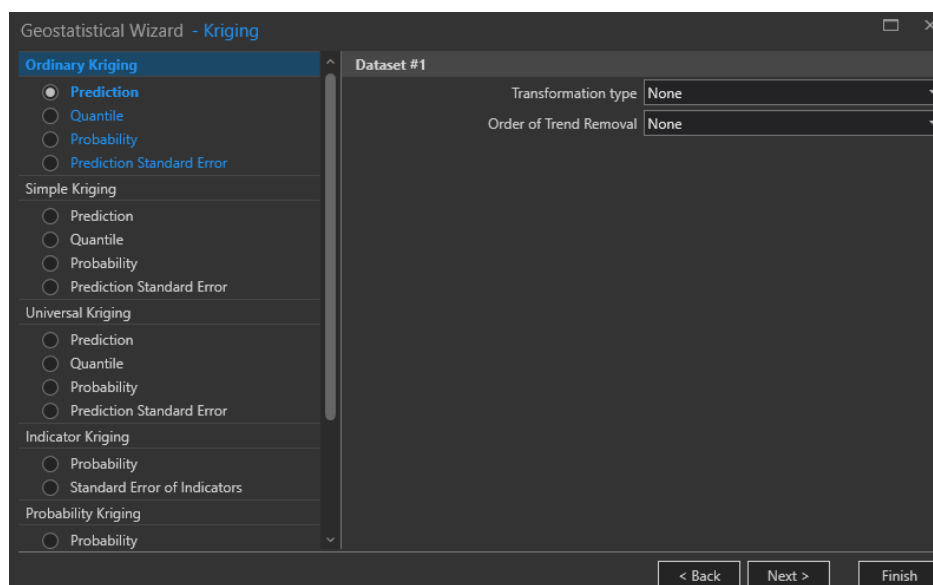 Geostatistical Wizard - Kriging
Ordinary Kriging
Prediction
Quantile
Probability
Prediction Standard Error
Simple Kriging
Prediction
Quantile
Probability
Prediction Standard Error
Universal Kriging
Prediction
Quantile
Probability
Prediction Standard Error
Indicator Kriging
Probability
Standard Error of Indicators
Probability Kriging
Probability
Dataset #1
Transformation type None
Order of Trend Removal None
< Back Next > Finish